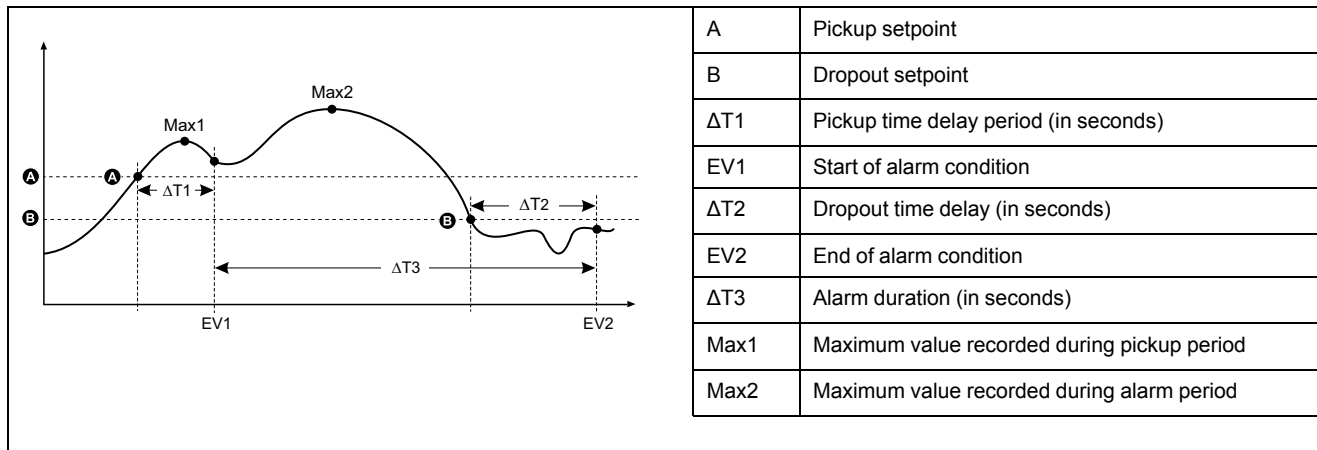 Max1
Max2
A
A
ΔT1
B
B
ΔT2
ΔT3
EV1
EV2
A Pickup setpoint
B Dropout setpoint
ΔT1 Pickup time delay period (in seconds)
EV1 Start of alarm condition
ΔT2 Dropout time delay (in seconds)
EV2 End of alarm condition
ΔT3 Alarm duration (in seconds)
Max1 Maximum value recorded during pickup period
Max2 Maximum value recorded during alarm period